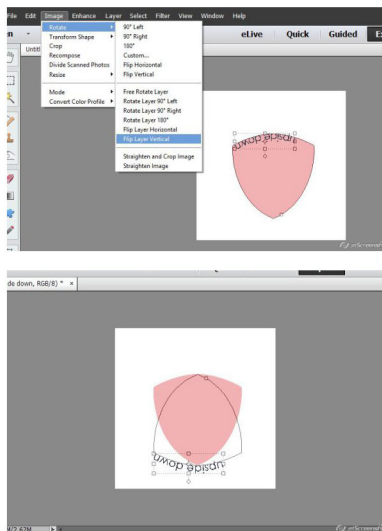 File Edit Image Enhance Layer Select Filter View Window Help
eLive Quick Guided
Rotate
Transform Shape
Crop
Recompose
Divide Scanned Photos
Resize
Mode
Convert Color Profile
90° Left
90° Right
180°
Custom...
Flip Horizontal
Flip Vertical
Free Rotate Layer
Rotate Layer 90° Left
Rotate Layer 90° Right
Rotate Layer 180°
Flip Layer Horizontal
Flip Layer Vertical
Straighten and Crop Image
Straighten Image
upside down
de down, RGB/8) * ×
upside down